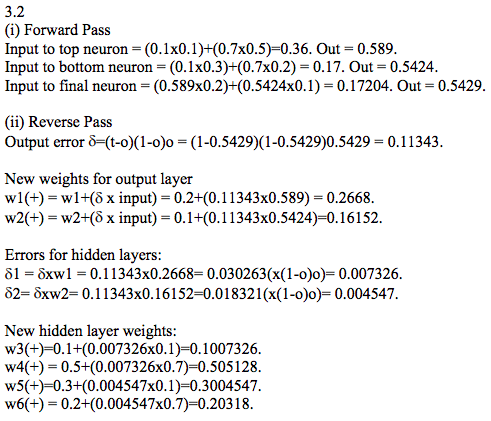 3.2
(i) Forward Pass
Input to top neuron = (0.1x0.1)+(0.7x0.5)=0.36. Out = 0.589.
Input to bottom neuron = (0.1x0.3)+(0.7x0.2) = 0.17. Out = 0.5424.
Input to final neuron = (0.589x0.2)+(0.5424x0.1) = 0.17204. Out = 0.5429.
(ii) Reverse Pass
Output error δ=(t-o)(1-o)o = (1-0.5429)(1-0.5429)0.5429 = 0.11343.
New weights for output layer
w1(+) = w1+(δ x input) = 0.2+(0.11343x0.589) = 0.2668.
w2(+) = w2+(δ x input) = 0.1+(0.11343x0.5424)=0.16152.
Errors for hidden layers:
δ1 = δxw1 = 0.11343x0.2668= 0.030263(x(1-o)o)= 0.007326.
δ2= δxw2= 0.11343x0.16152=0.018321(x(1-o)o)= 0.004547.
New hidden layer weights:
w3(+)=0.1+(0.007326x0.1)=0.1007326.
w4(+) = 0.5+(0.007326x0.7)=0.505128.
w5(+)=0.3+(0.004547x0.1)=0.3004547.
w6(+) = 0.2+(0.004547x0.7)=0.20318.